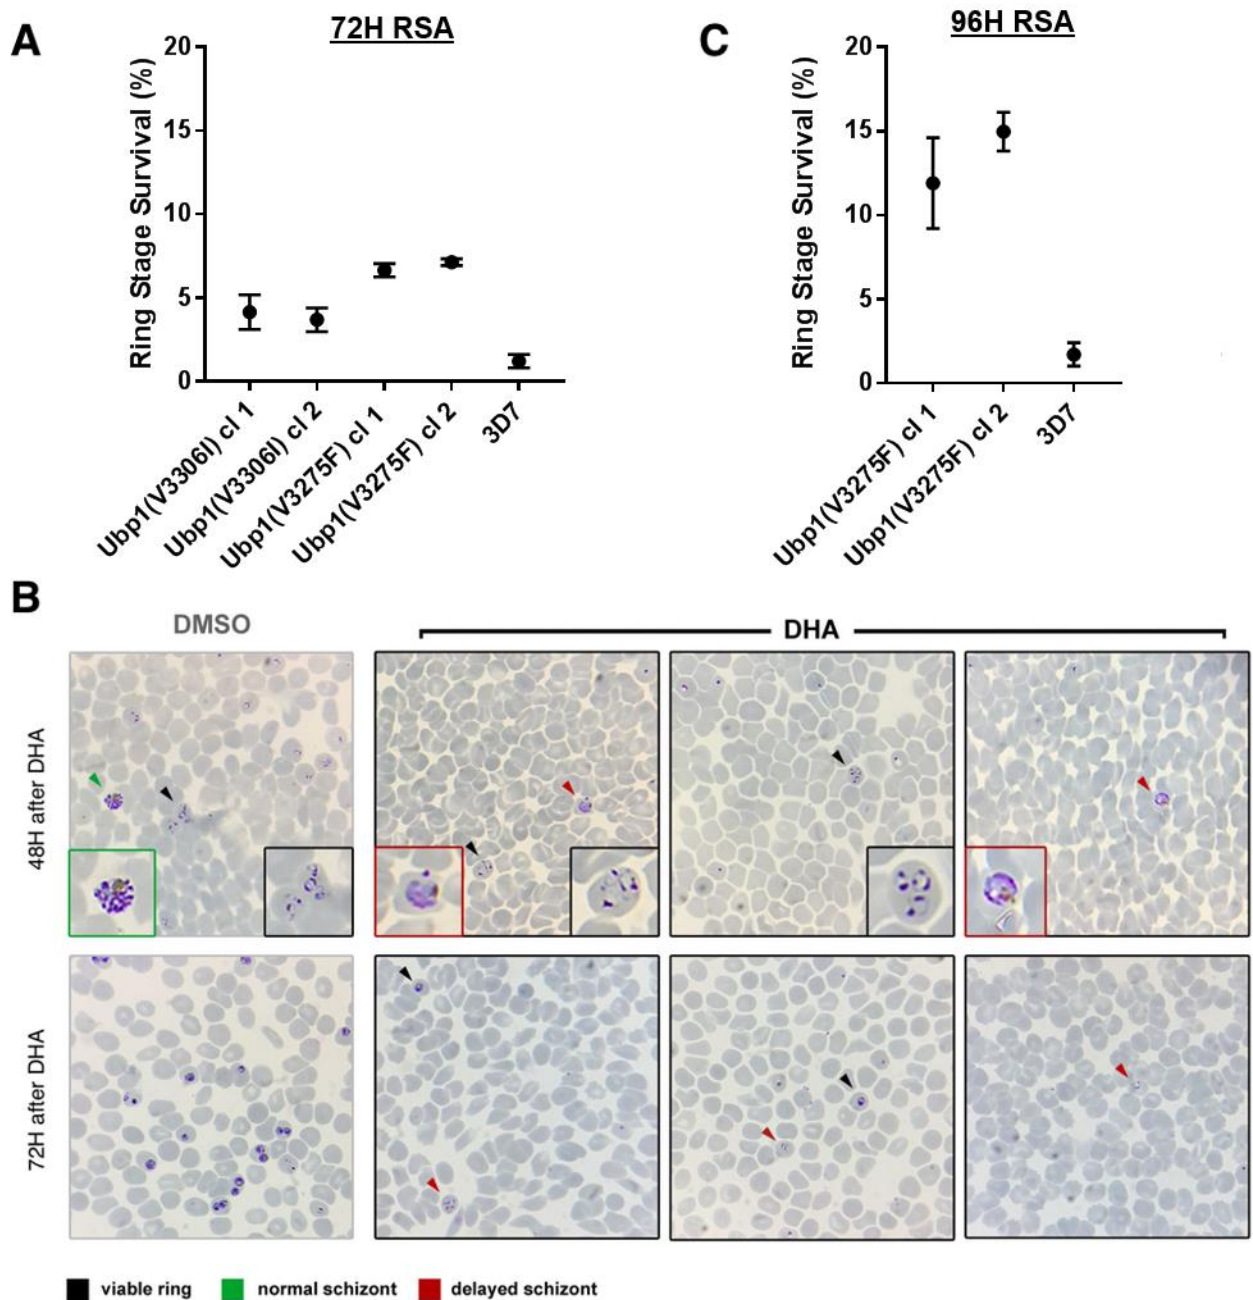 A
72H RSA
Ring Stage Survival (%)
20
15
10
5
0
Ubp1(V3306I) cl 1
Ubp1(V3306I) cl 2
Ubp1(V3275F) cl 1
Ubp1(V3275F) cl 2
3D7
C
96H RSA
Ring Stage Survival (%)
20
15
10
5
0
Ubp1(V3275F) cl 1
Ubp1(V3275F) cl 2
3D7
B
DMSO
DHA
48H after DHA
72H after DHA
viable ring
normal schizont
delayed schizont